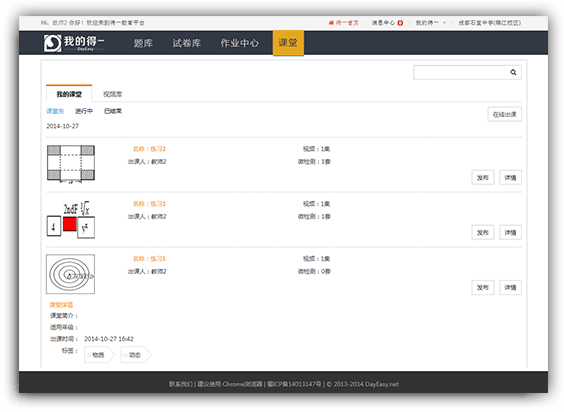 Hi，教师2 你好！欢迎来到得一教育平台
得一首页 消息中心 0 我的得一 成都石室中学(锦江校区)
我的得一 DayEasy 题库 试卷库 作业中心 课堂
我的课堂 视频库
课堂类 进行中 已结束 在线出课
2014-10-27
名称：练习2 视频：1集
出课人：教师2 微检测：1套
发布 详情
2ndF ∛x
4 y^x
名称：练习2 视频：1集
出课人：教师2 微检测：1套
发布 详情
名称：练习1 视频：1集
出课人：教师2 微检测：0套
发布 详情
课堂详情
课堂简介：
适用年级：
出课时间： 2014-10-27 16:42
标签： 物质 动态
联系我们 | 建议使用 Chrome浏览器 | 蜀ICP备14013147号 | © 2013-2014 DayEasy.net